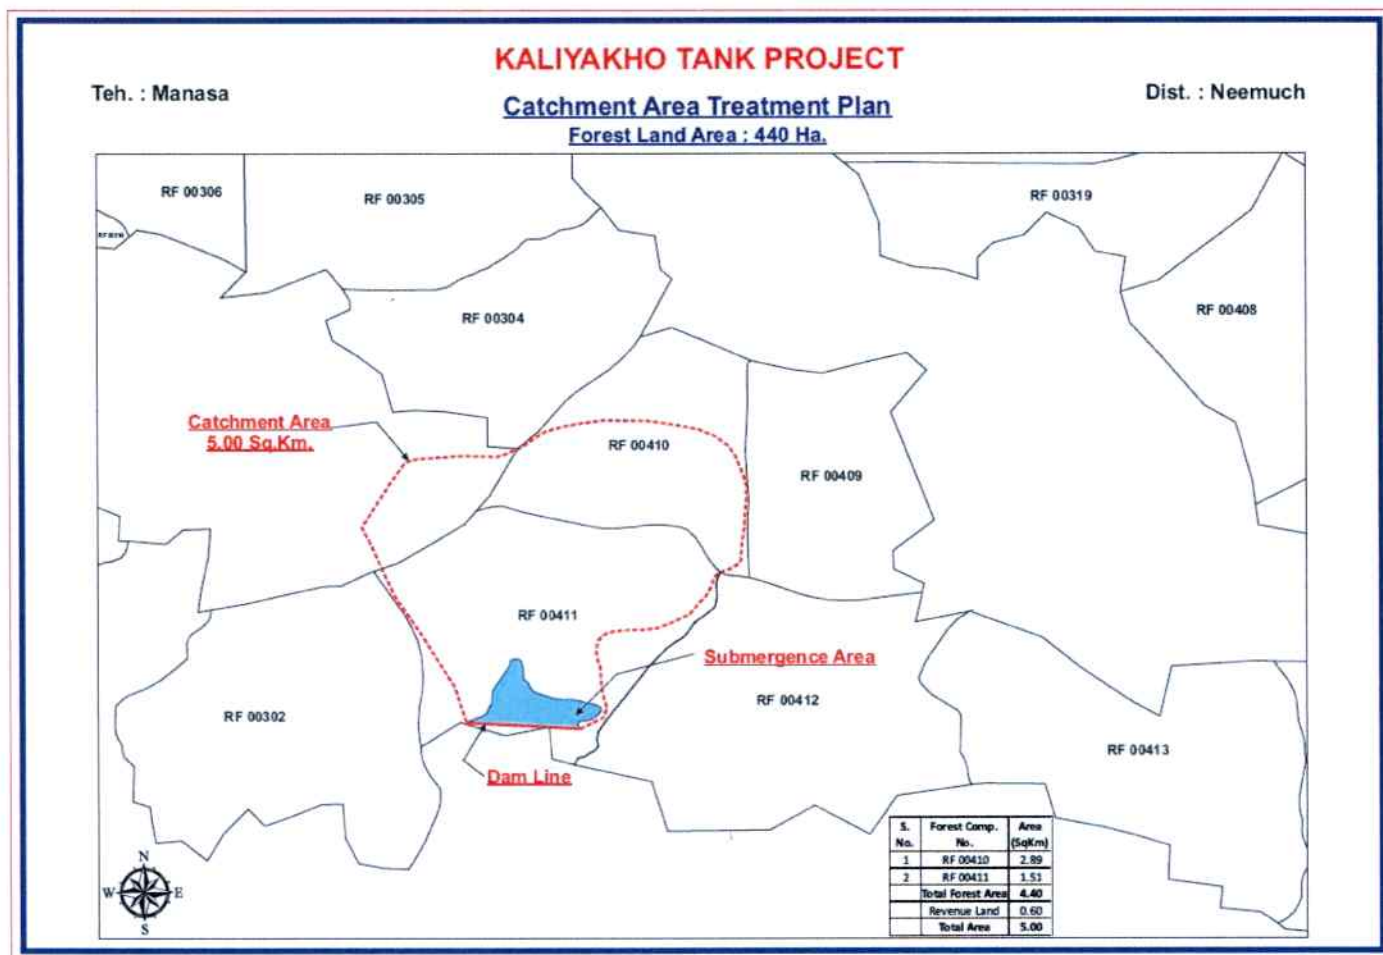 KALIYAKHO TANK PROJECT
Teh. : Manasa
Catchment Area Treatment Plan
Dist. : Neemuch
Forest Land Area : 440 Ha.
RF 00306
RF 00305
RF 00319
RF 00304
RF 00408
Catchment Area
5.00 Sq.Km.
RF 00410
RF 00409
RF 00411
Submergence Area
RF 00412
RF 00302
RF 00413
Dam Line
S. No. Forest Comp. No. Area (SqKm)
1 RF 00410 2.89
2 RF 00411 1.51
Total Forest Area 4.40
Revenue Land 0.60
Total Area 5.00
N
W E
S